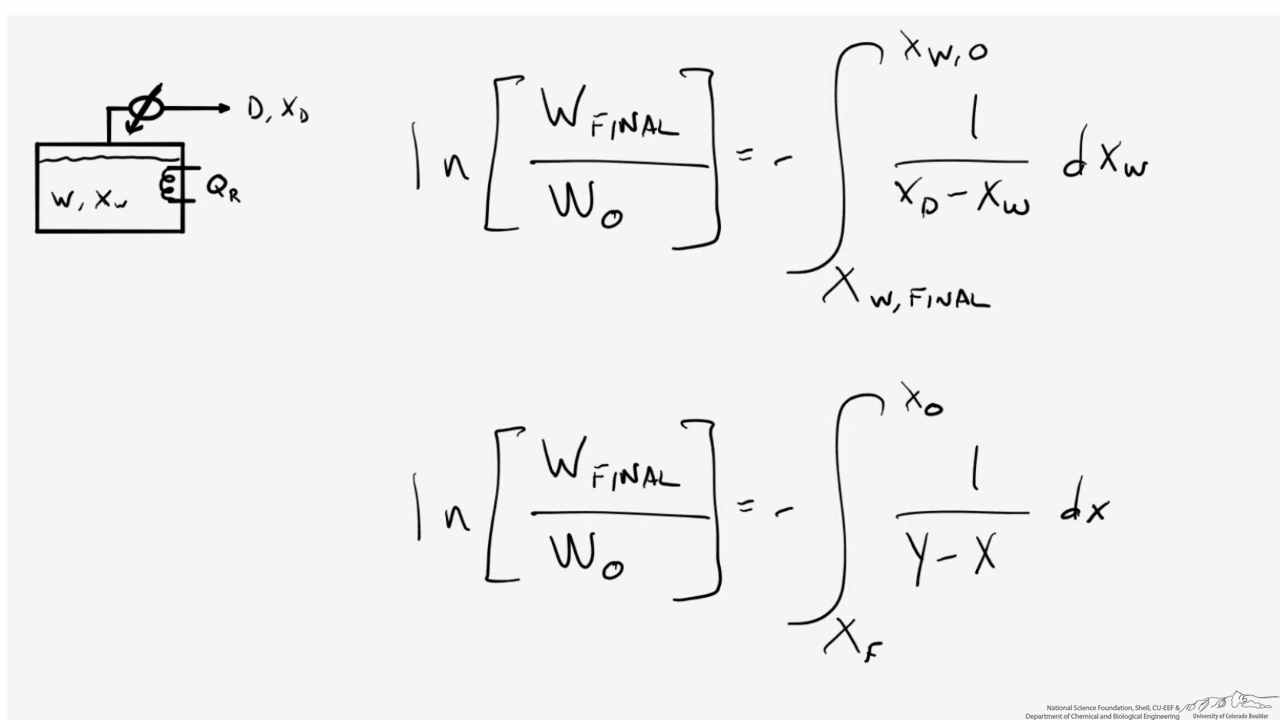 D, X_D
W, X_W
Q_R
ln [ W_FINAL / W_0 ] = - ∫_{X_W,FINAL}^{X_W,0} 1 / (X_D - X_W) dX_W
ln [ W_FINAL / W_0 ] = - ∫_{X_F}^{X_0} 1 / (Y - X) dX
National Science Foundation, Shell, CU-EEF &
Department of Chemical and Biological Engineering
University of Colorado Boulder